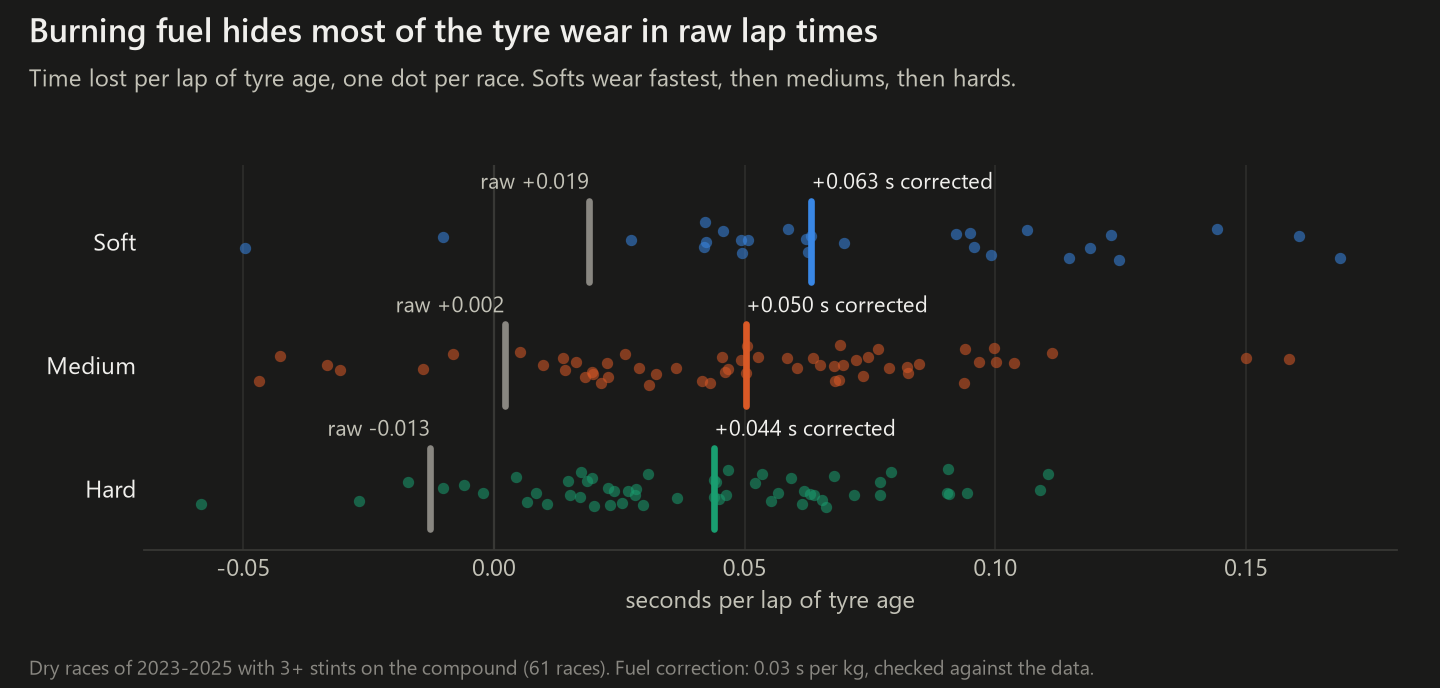 Burning fuel hides most of the tyre wear in raw lap times
Time lost per lap of tyre age, one dot per race. Softs wear fastest, then mediums, then hards.
raw +0.019
+0.063 s corrected
Soft
raw +0.002
+0.050 s corrected
Medium
raw -0.013
+0.044 s corrected
Hard
-0.05
0.00
0.05
0.10
0.15
seconds per lap of tyre age
Dry races of 2023-2025 with 3+ stints on the compound (61 races). Fuel correction: 0.03 s per kg, checked against the data.